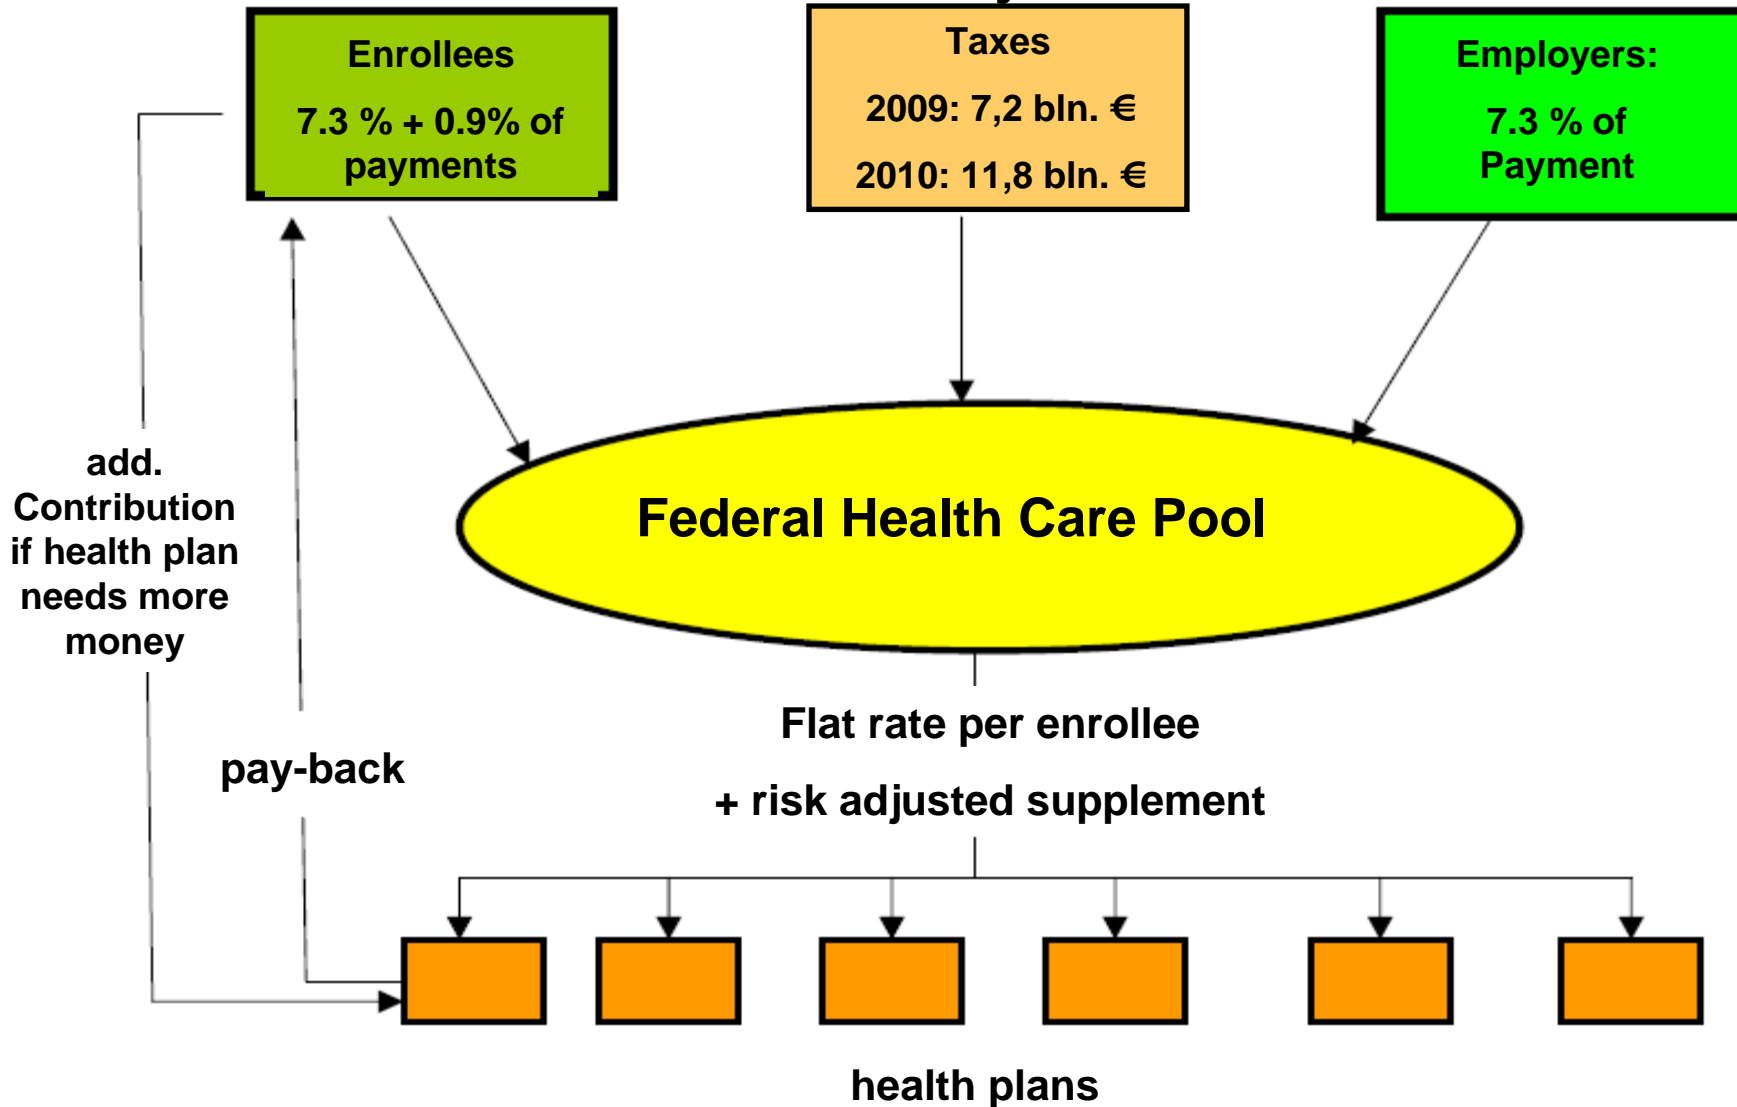 Enrollees
7.3 % + 0.9% of
payments
Taxes
2009: 7,2 bln. €
2010: 11,8 bln. €
Employers:
7.3 % of
Payment
add.
Contribution
if health plan
needs more
money
Federal Health Care Pool
pay-back
Flat rate per enrollee
+ risk adjusted supplement
health plans